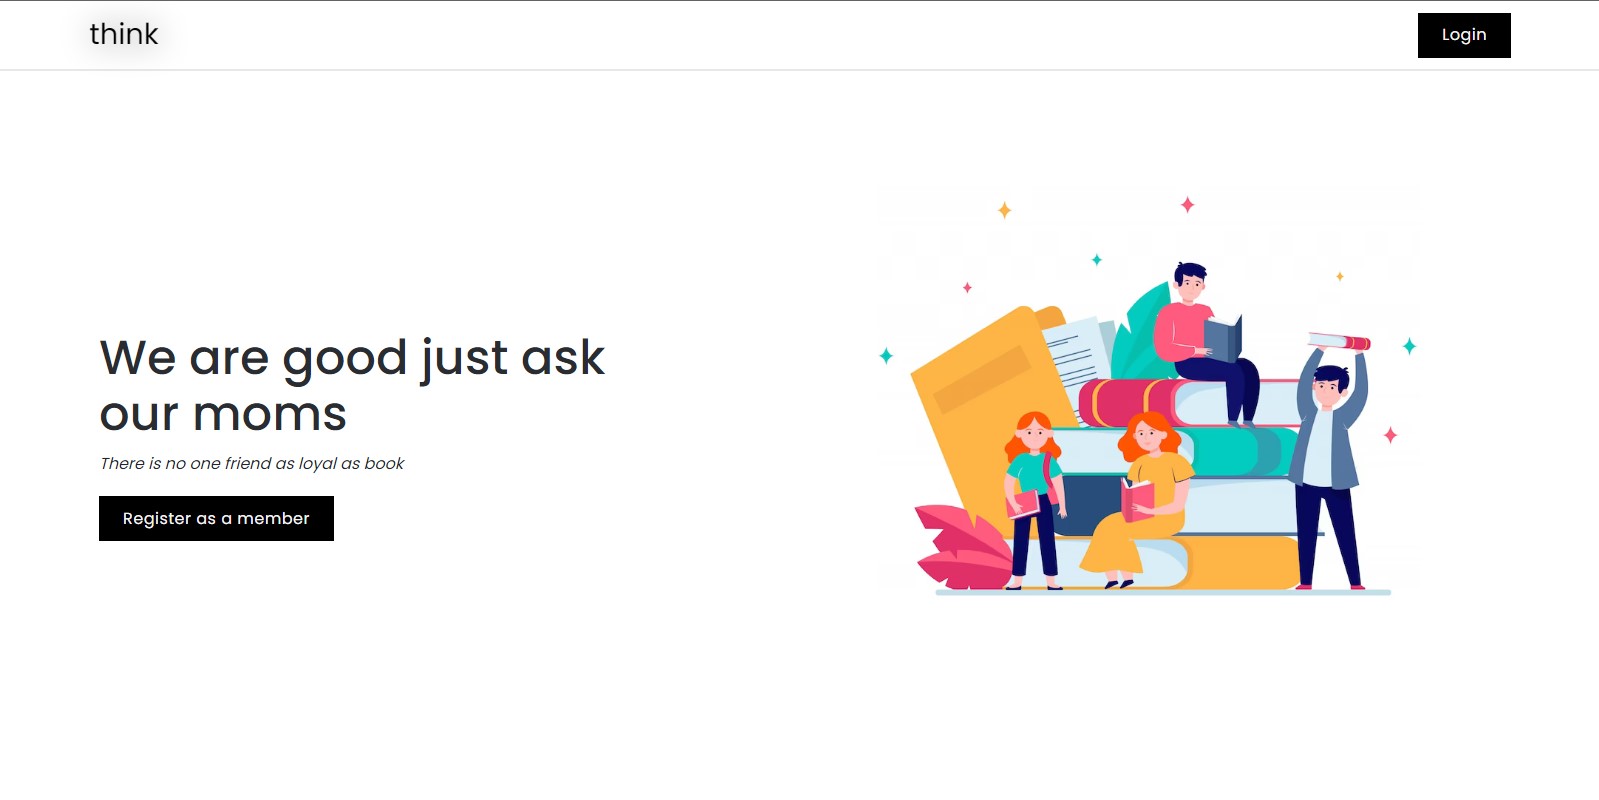 think
Login
We are good just ask
our moms
There is no one friend as loyal as book
Register as a member